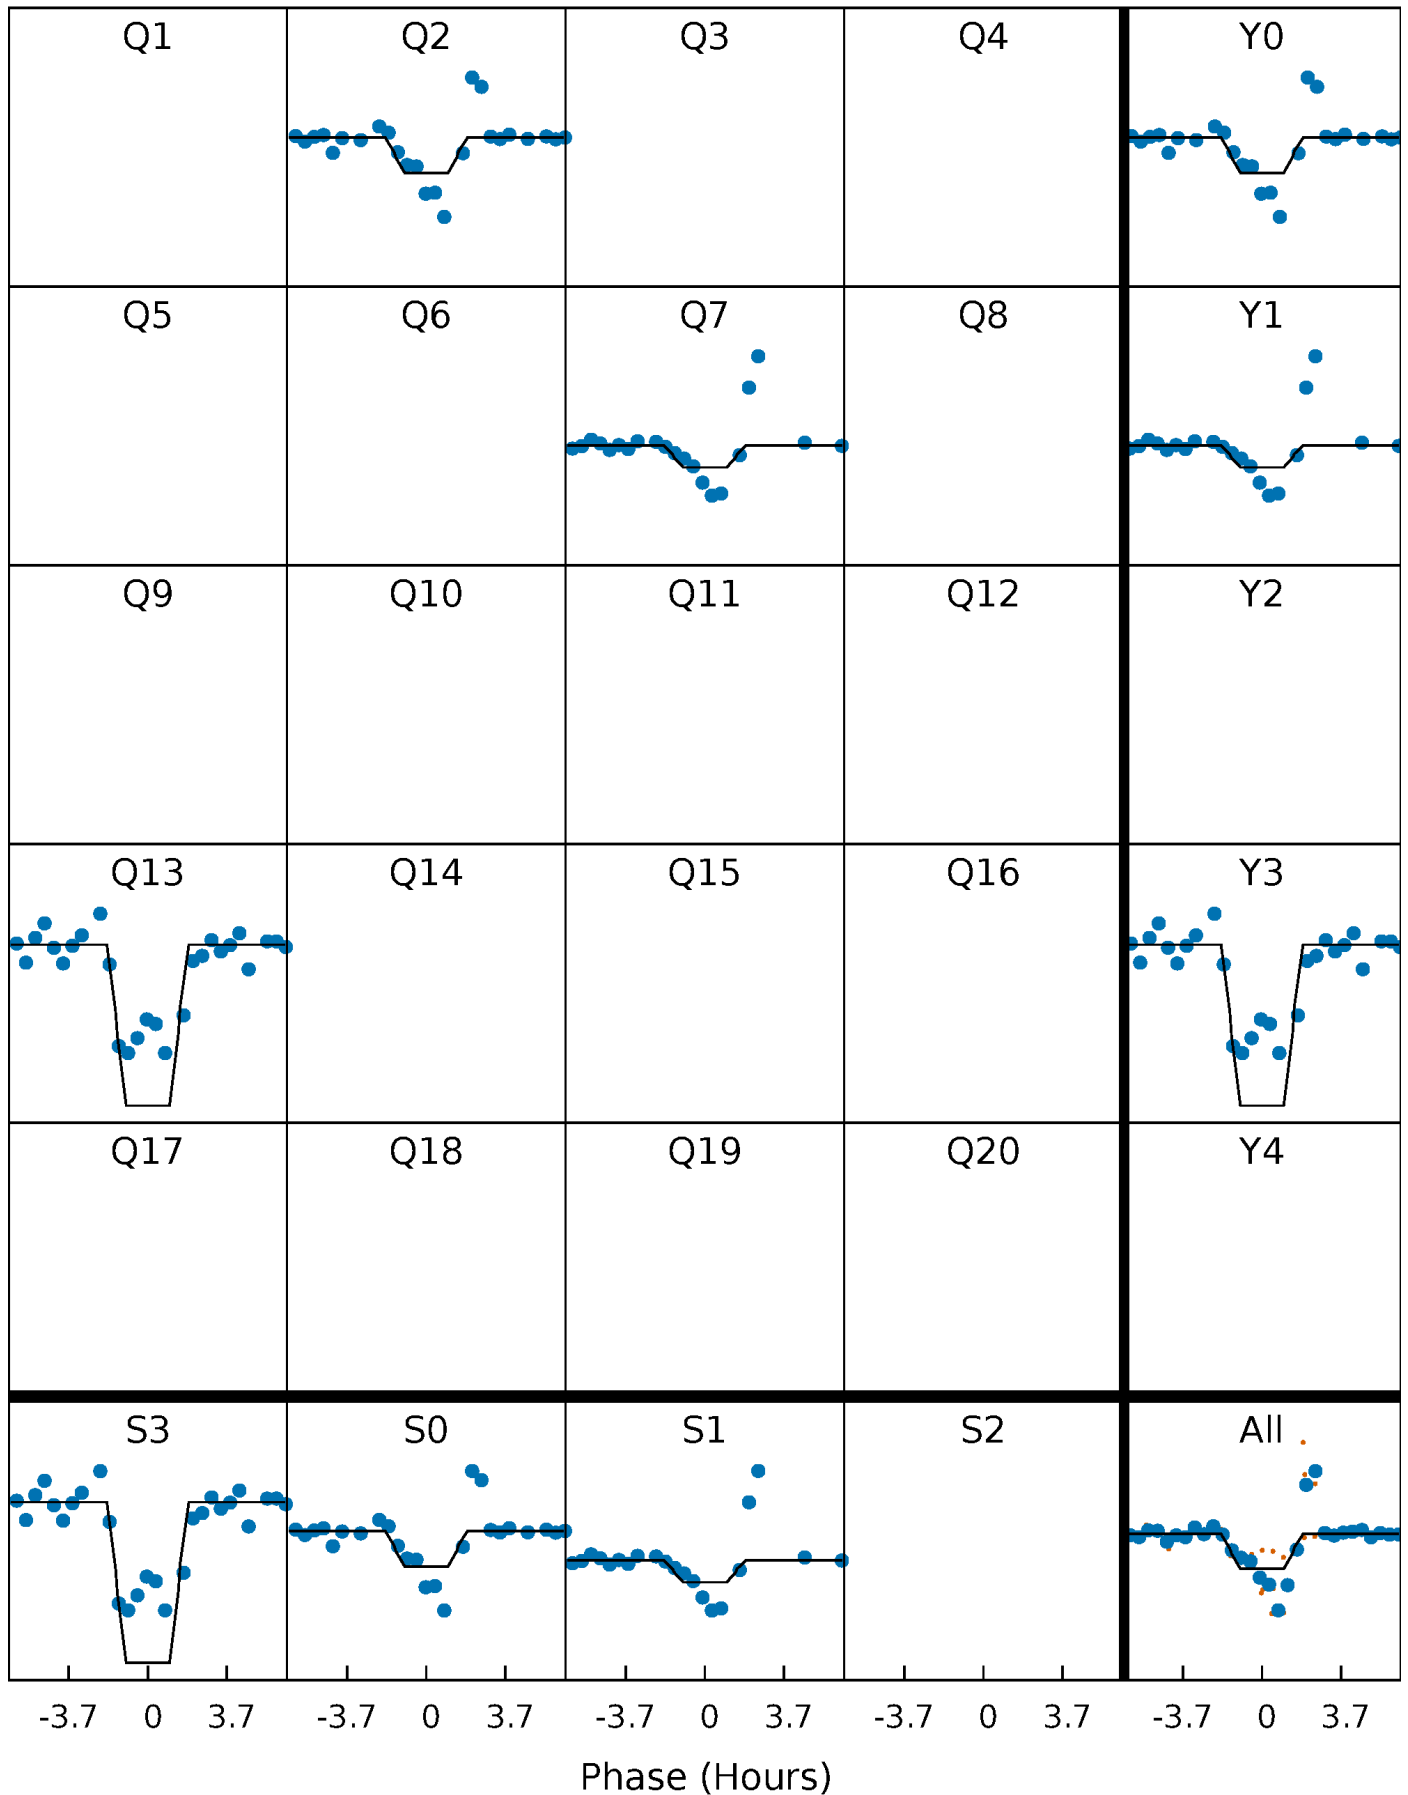 Q1 Q2 Q3 Q4 Y0
Q5 Q6 Q7 Q8 Y1
Q9 Q10 Q11 Q12 Y2
Q13 Q14 Q15 Q16 Y3
Q17 Q18 Q19 Q20 Y4
S3 S0 S1 S2 All
-3.7 0 3.7 -3.7 0 3.7 -3.7 0 3.7 -3.7 0 3.7 -3.7 0 3.7
Phase (Hours)